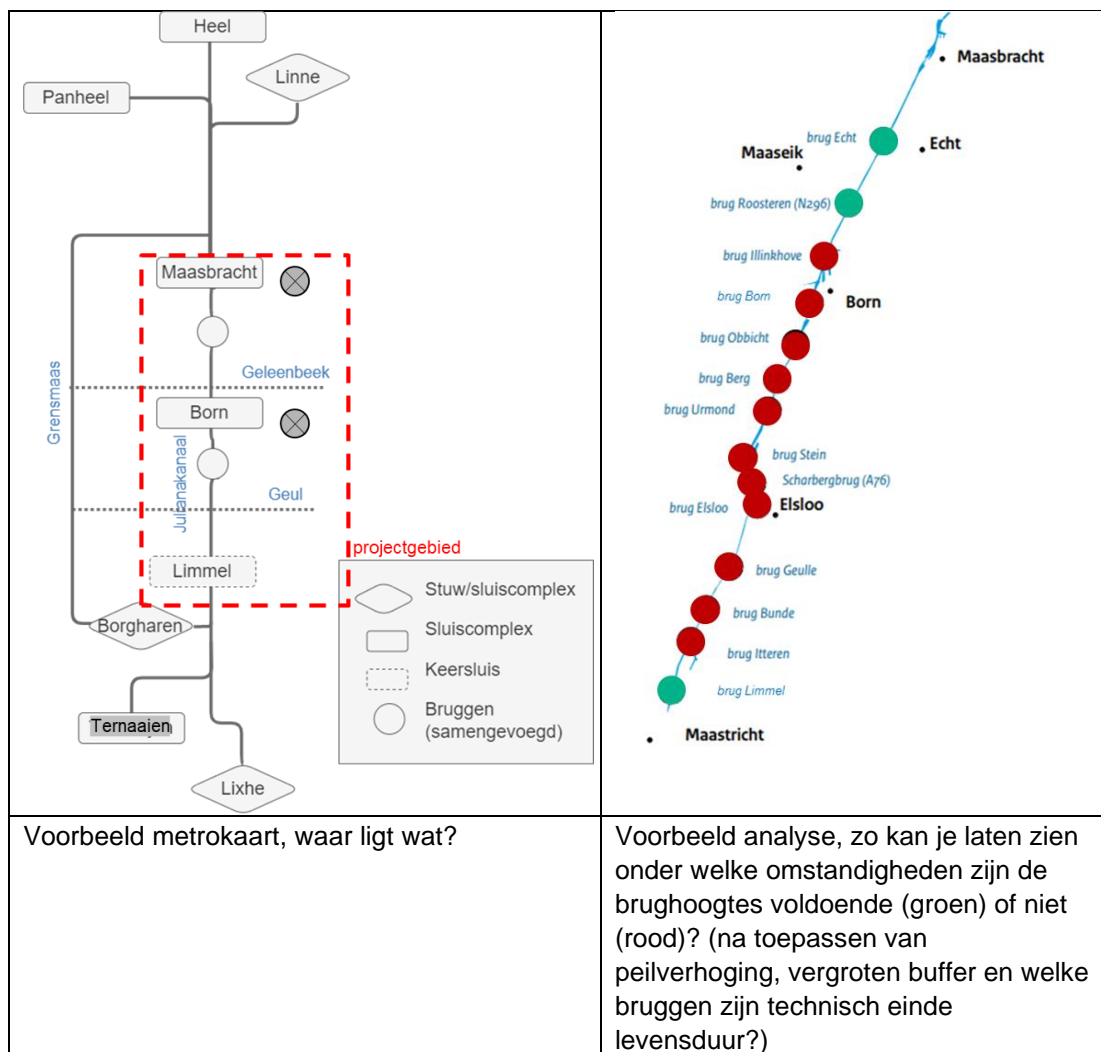 Heel
Linne
Panheel
Maasbracht
Geleenbeek
Grensmaas
Born
Julianakanaal
Geul
Limmel
projectgebied
Borgharen
Ternaaien
Lixhe
Stuw/sluiscomplex
Sluiscomplex
Keersluis
Bruggen
(samengevoegd)
Maasbracht
brug Echt
Echt
Maaseik
brug Roosteren (N296)
brug Illinkhove
brug Born
Born
brug Obbicht
brug Berg
brug Urmond
brug Stein
Scharbergbrug (A76)
brug Elsloo
Elsloo
brug Geulle
brug Bunde
brug Itteren
brug Limmel
Maastricht
Voorbeeld metrokaart, waar ligt wat?
Voorbeeld analyse, zo kan je laten zien
onder welke omstandigheden zijn de
brughoogtes voldoende (groen) of niet
(rood)? (na toepassen van
peilverhoging, vergroten buffer en welke
bruggen zijn technisch einde
levensduur?)